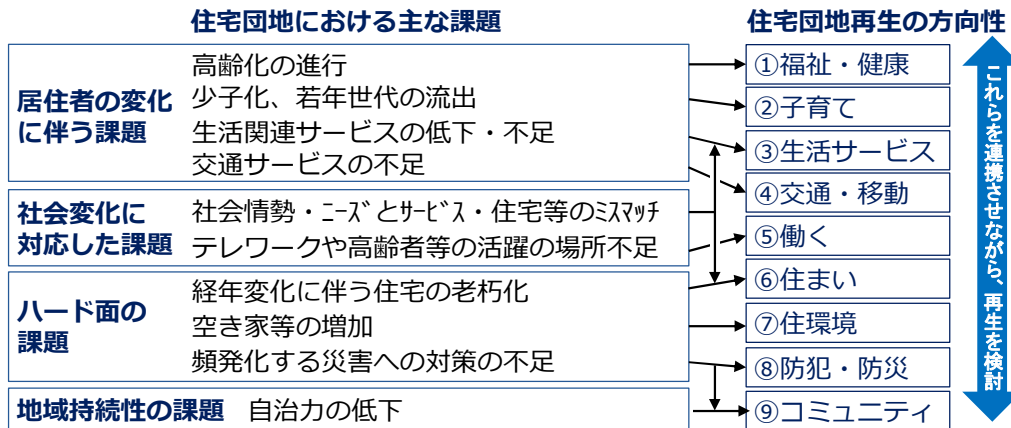 住宅団地における主な課題
住宅団地再生の方向性
居住者の変化
に伴う課題
高齢化の進行
少子化、若年世代の流出
生活関連サービスの低下・不足
交通サービスの不足
社会変化に
対応した課題
社会情勢・ﾆｰｽﾞとｻｰﾋﾞｽ・住宅等のﾐｽﾏｯﾁ
テレワークや高齢者等の活躍の場所不足
ハード面の
課題
経年変化に伴う住宅の老朽化
空き家等の増加
頻発化する災害への対策の不足
地域持続性の課題
自治力の低下
①福祉・健康
②子育て
③生活サービス
④交通・移動
⑤働く
⑥住まい
⑦住環境
⑧防犯・防災
⑨コミュニティ
これらを連携させながら、再生を検討